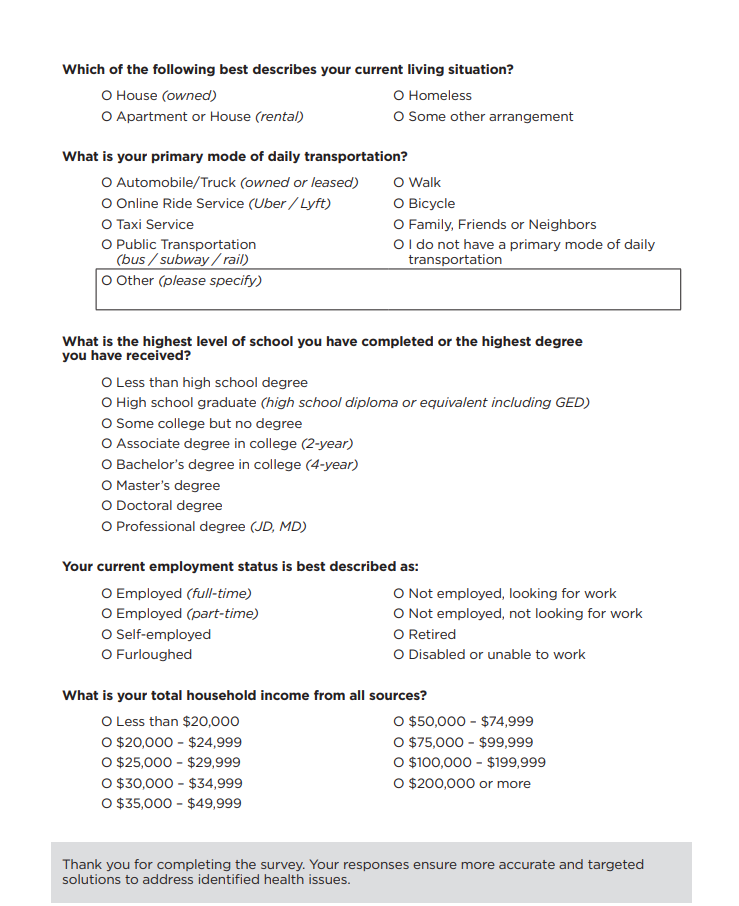 Which of the following best describes your current living situation?
O House (owned)
O Apartment or House (rental)
O Homeless
O Some other arrangement
What is your primary mode of daily transportation?
O Automobile/Truck (owned or leased)
O Online Ride Service (Uber / Lyft)
O Taxi Service
O Public Transportation
(bus / subway / rail)
O Walk
O Bicycle
O Family, Friends or Neighbors
O I do not have a primary mode of daily
transportation
O Other (please specify)
What is the highest level of school you have completed or the highest degree
you have received?
O Less than high school degree
O High school graduate (high school diploma or equivalent including GED)
O Some college but no degree
O Associate degree in college (2-year)
O Bachelor’s degree in college (4-year)
O Master’s degree
O Doctoral degree
O Professional degree (JD, MD)
Your current employment status is best described as:
O Employed (full-time)
O Employed (part-time)
O Self-employed
O Furloughed
O Not employed, looking for work
O Not employed, not looking for work
O Retired
O Disabled or unable to work
What is your total household income from all sources?
O Less than $20,000
O $20,000 – $24,999
O $25,000 – $29,999
O $30,000 – $34,999
O $35,000 – $49,999
O $50,000 – $74,999
O $75,000 – $99,999
O $100,000 – $199,999
O $200,000 or more
Thank you for completing the survey. Your responses ensure more accurate and targeted
solutions to address identified health issues.